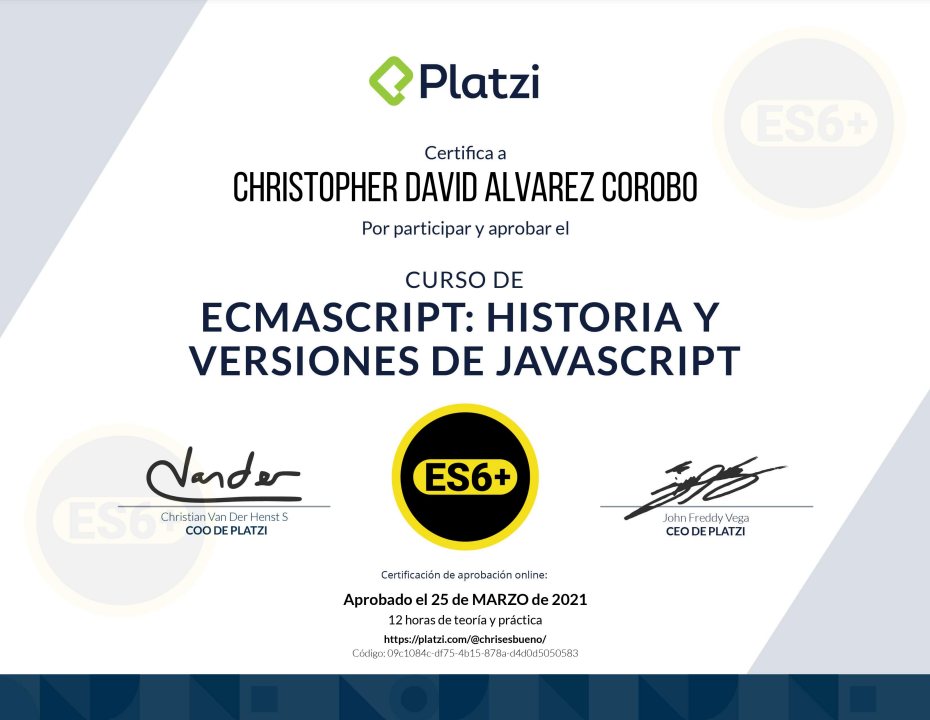 Platzi
ES6+
Certifica a
CHRISTOPHER DAVID ALVAREZ COROBO
Por participar y aprobar el
CURSO DE
ECMASCRIPT: HISTORIA Y
VERSIONES DE JAVASCRIPT
Vander
ES6+
ES6+
Christian Van Der Henst S
COO DE PLATZI
John Freddy Vega
CEO DE PLATZI
Certificación de aprobación online:
Aprobado el 25 de MARZO de 2021
12 horas de teoría y práctica
https://platzi.com/@chrisesbueno/
Código: 09c1084c-df75-4b15-878a-d4d0d5050583